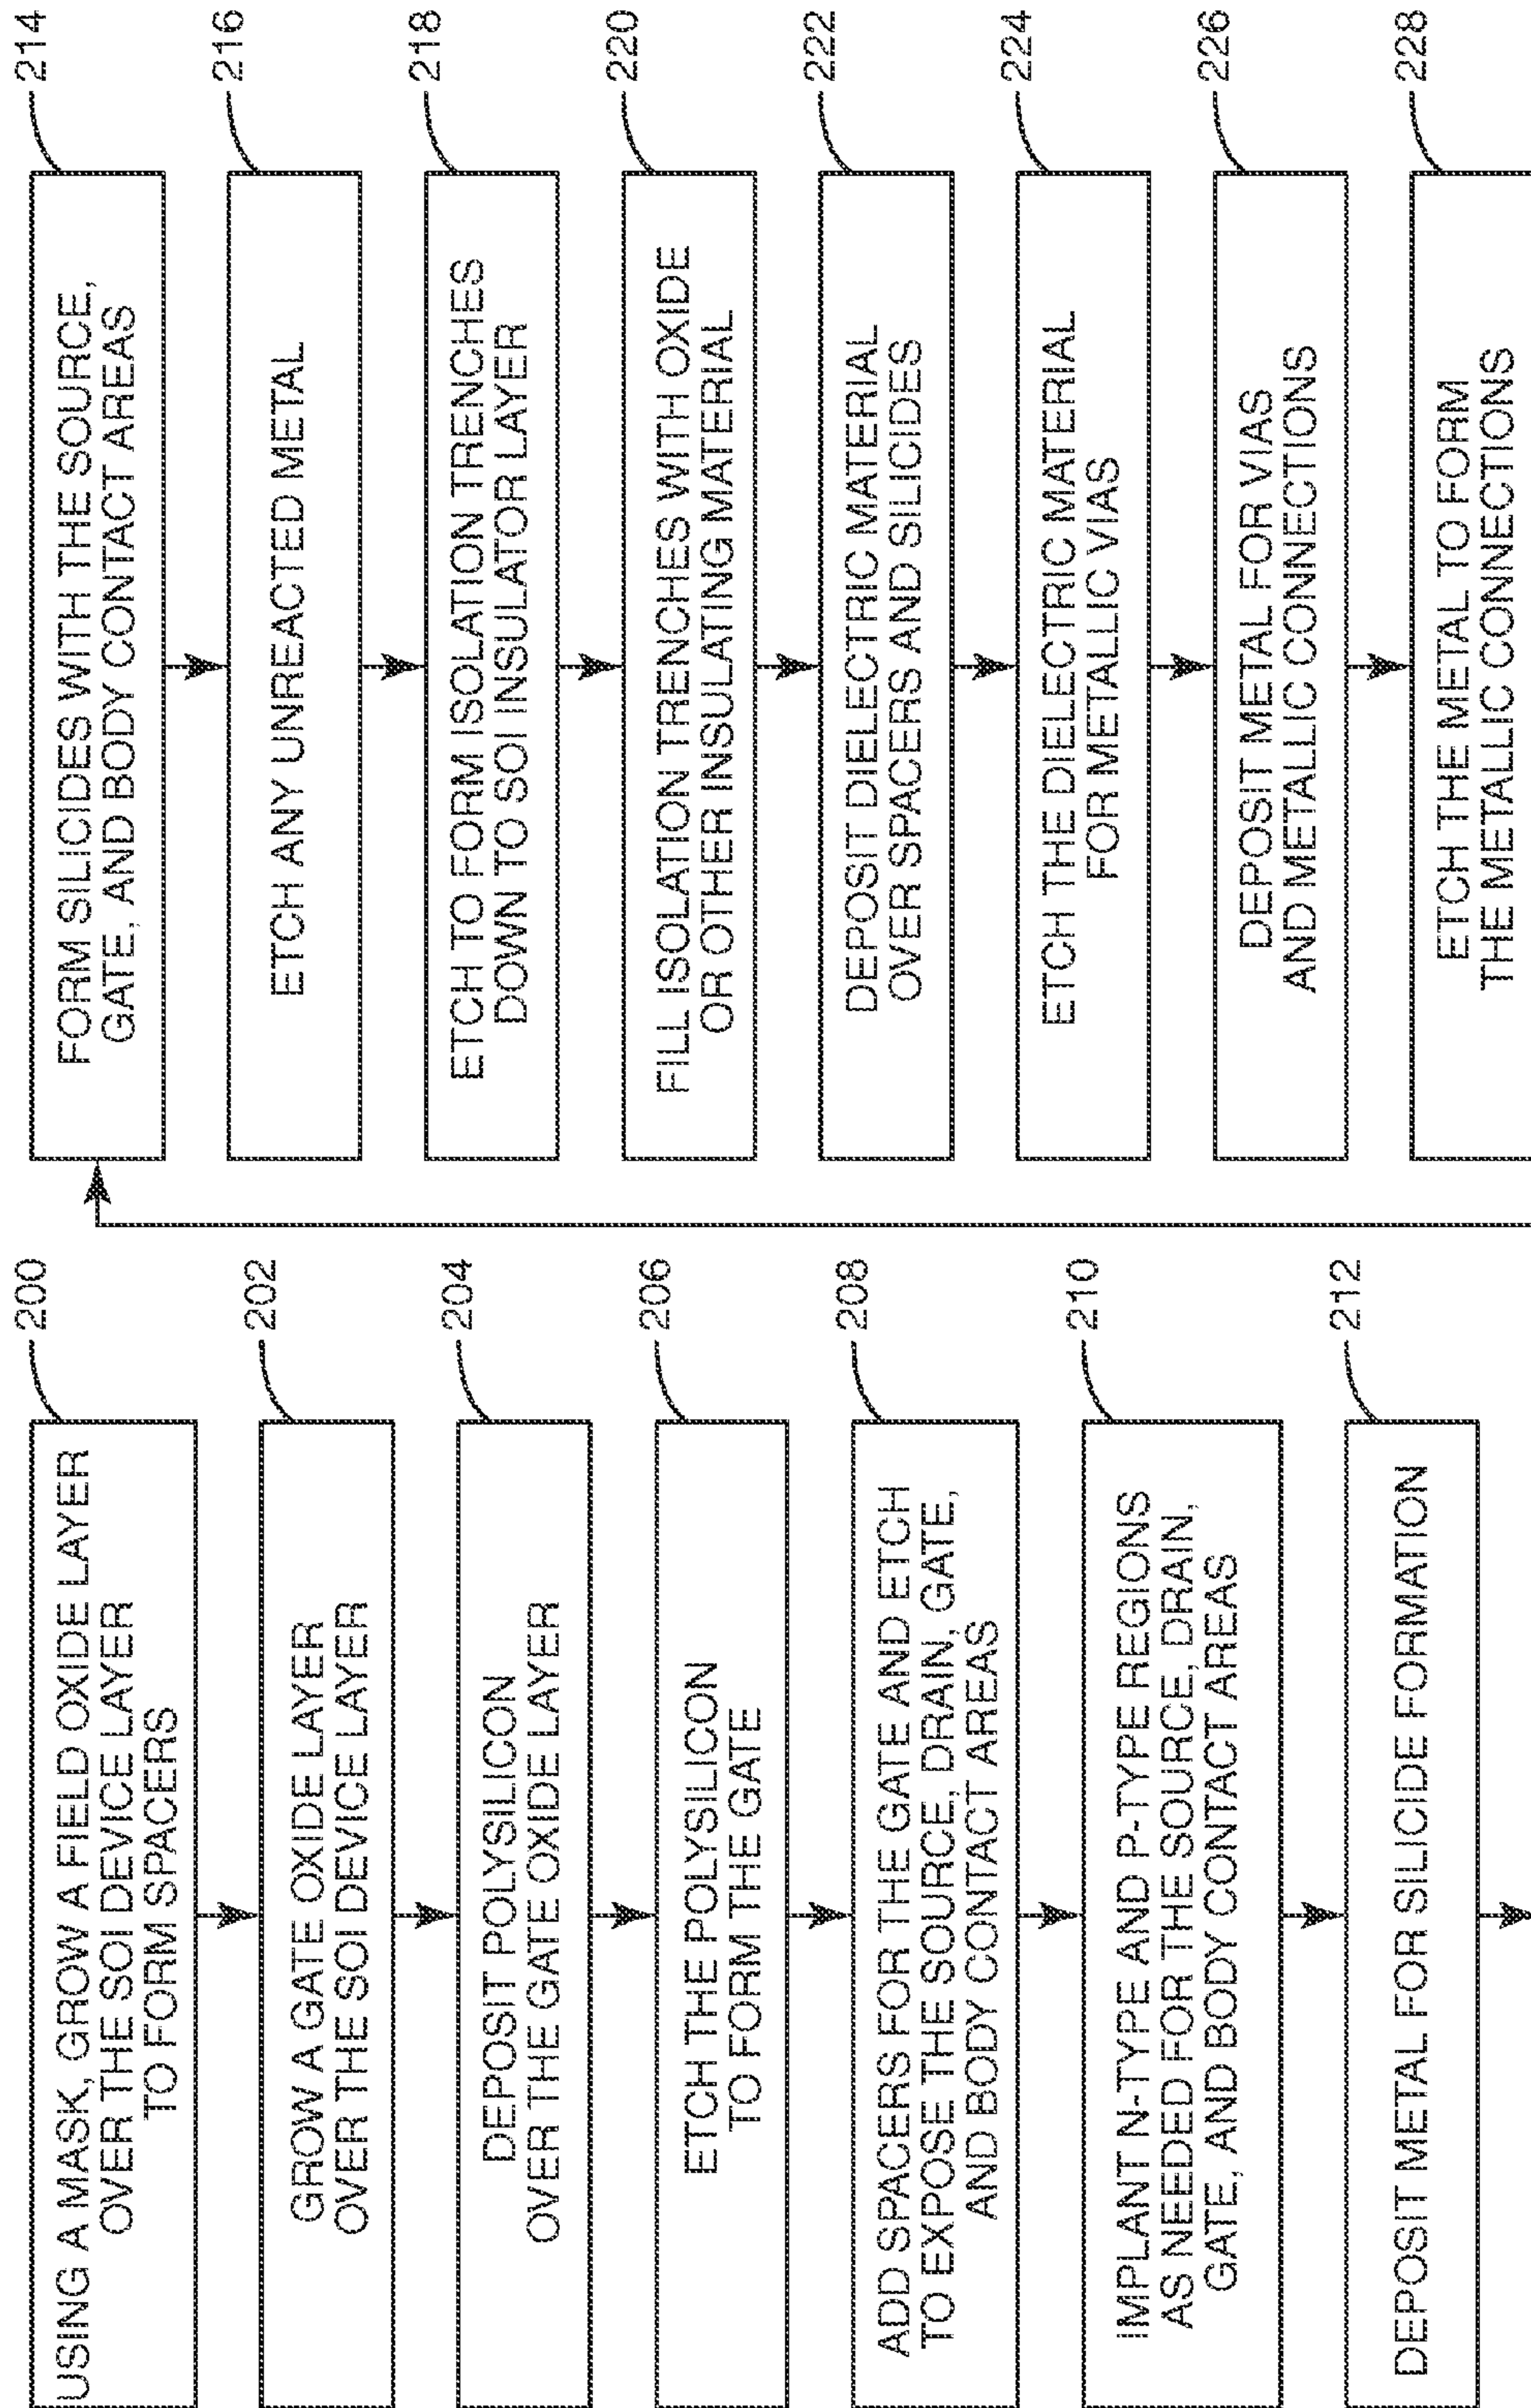 200
USING A MASK, GROW A FIELD OXIDE LAYER
OVER THE SOI DEVICE LAYER
TO FORM SPACERS
202
GROW A GATE OXIDE LAYER
OVER THE SOI DEVICE LAYER
204
DEPOSIT POLYSILICON
OVER THE GATE OXIDE LAYER
206
ETCH THE POLYSILICON
TO FORM THE GATE
208
ADD SPACERS FOR THE GATE AND ETCH
TO EXPOSE THE SOURCE, DRAIN, GATE,
AND BODY CONTACT AREAS
210
IMPLANT N-TYPE AND P-TYPE REGIONS
AS NEEDED FOR THE SOURCE, DRAIN,
GATE, AND BODY CONTACT AREAS
212
DEPOSIT METAL FOR SILICIDE FORMATION
214
FORM SILICIDES WITH THE SOURCE,
GATE, AND BODY CONTACT AREAS
216
ETCH ANY UNREACTED METAL
218
ETCH TO FORM ISOLATION TRENCHES
DOWN TO SOI INSULATOR LAYER
220
FILL ISOLATION TRENCHES WITH OXIDE
OR OTHER INSULATING MATERIAL
222
DEPOSIT DIELECTRIC MATERIAL
OVER SPACERS AND SILICIDES
224
ETCH THE DIELECTRIC MATERIAL
FOR METALLIC VIAS
226
DEPOSIT METAL FOR VIAS
AND METALLIC CONNECTIONS
228
ETCH THE METAL TO FORM
THE METALLIC CONNECTIONS